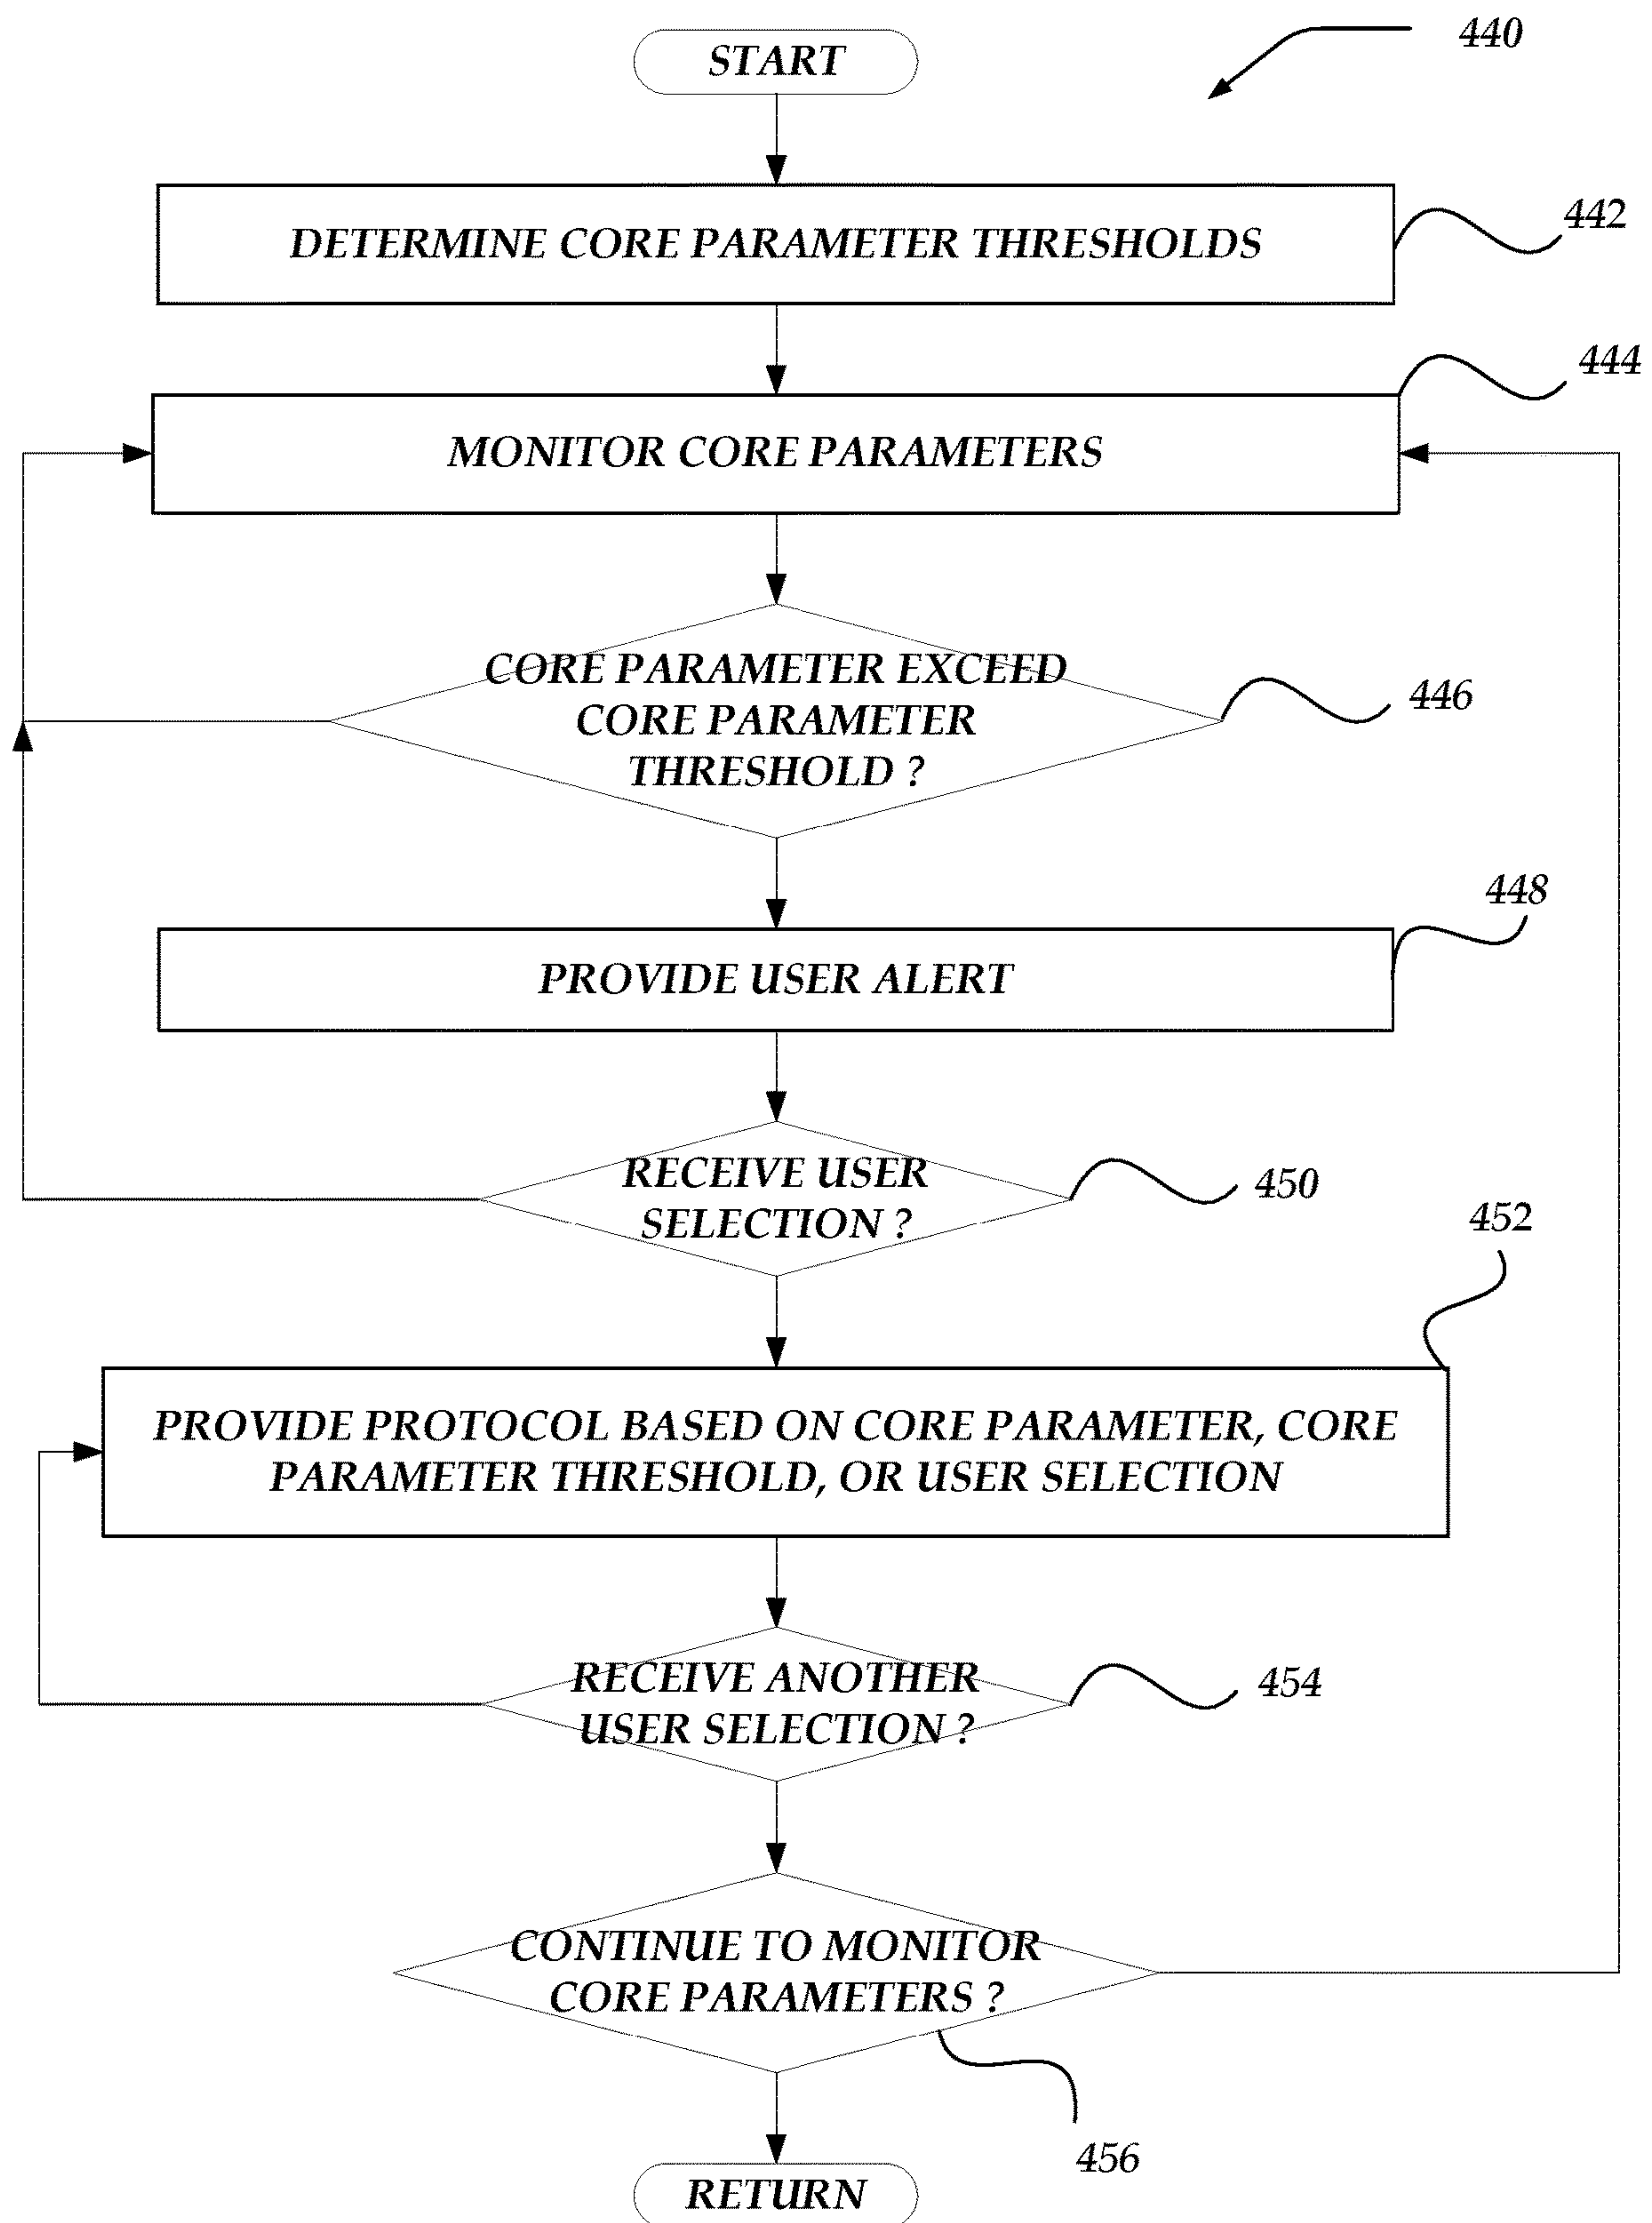 START
440
DETERMINE CORE PARAMETER THRESHOLDS
442
444
MONITOR CORE PARAMETERS
CORE PARAMETER EXCEED
CORE PARAMETER
THRESHOLD ?
446
448
PROVIDE USER ALERT
RECEIVE USER
SELECTION ?
450
452
PROVIDE PROTOCOL BASED ON CORE PARAMETER, CORE
PARAMETER THRESHOLD, OR USER SELECTION
RECEIVE ANOTHER
USER SELECTION ?
454
CONTINUE TO MONITOR
CORE PARAMETERS ?
456
RETURN